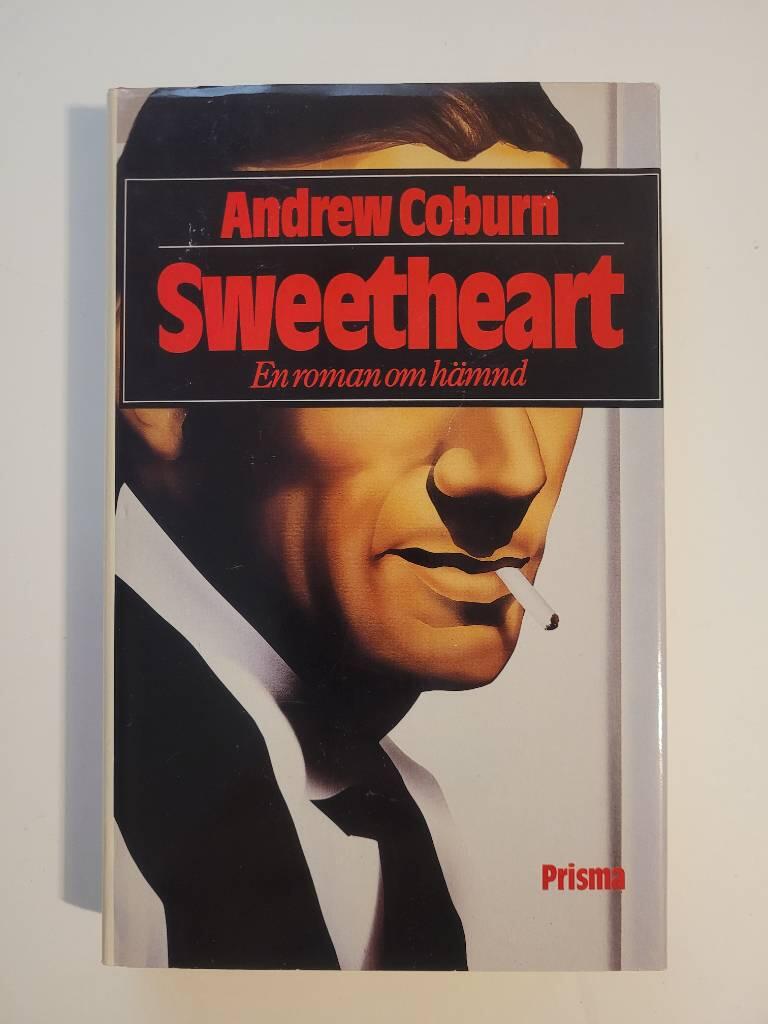 Andrew Coburn
Sweetheart
En roman om hämnd
Prisma